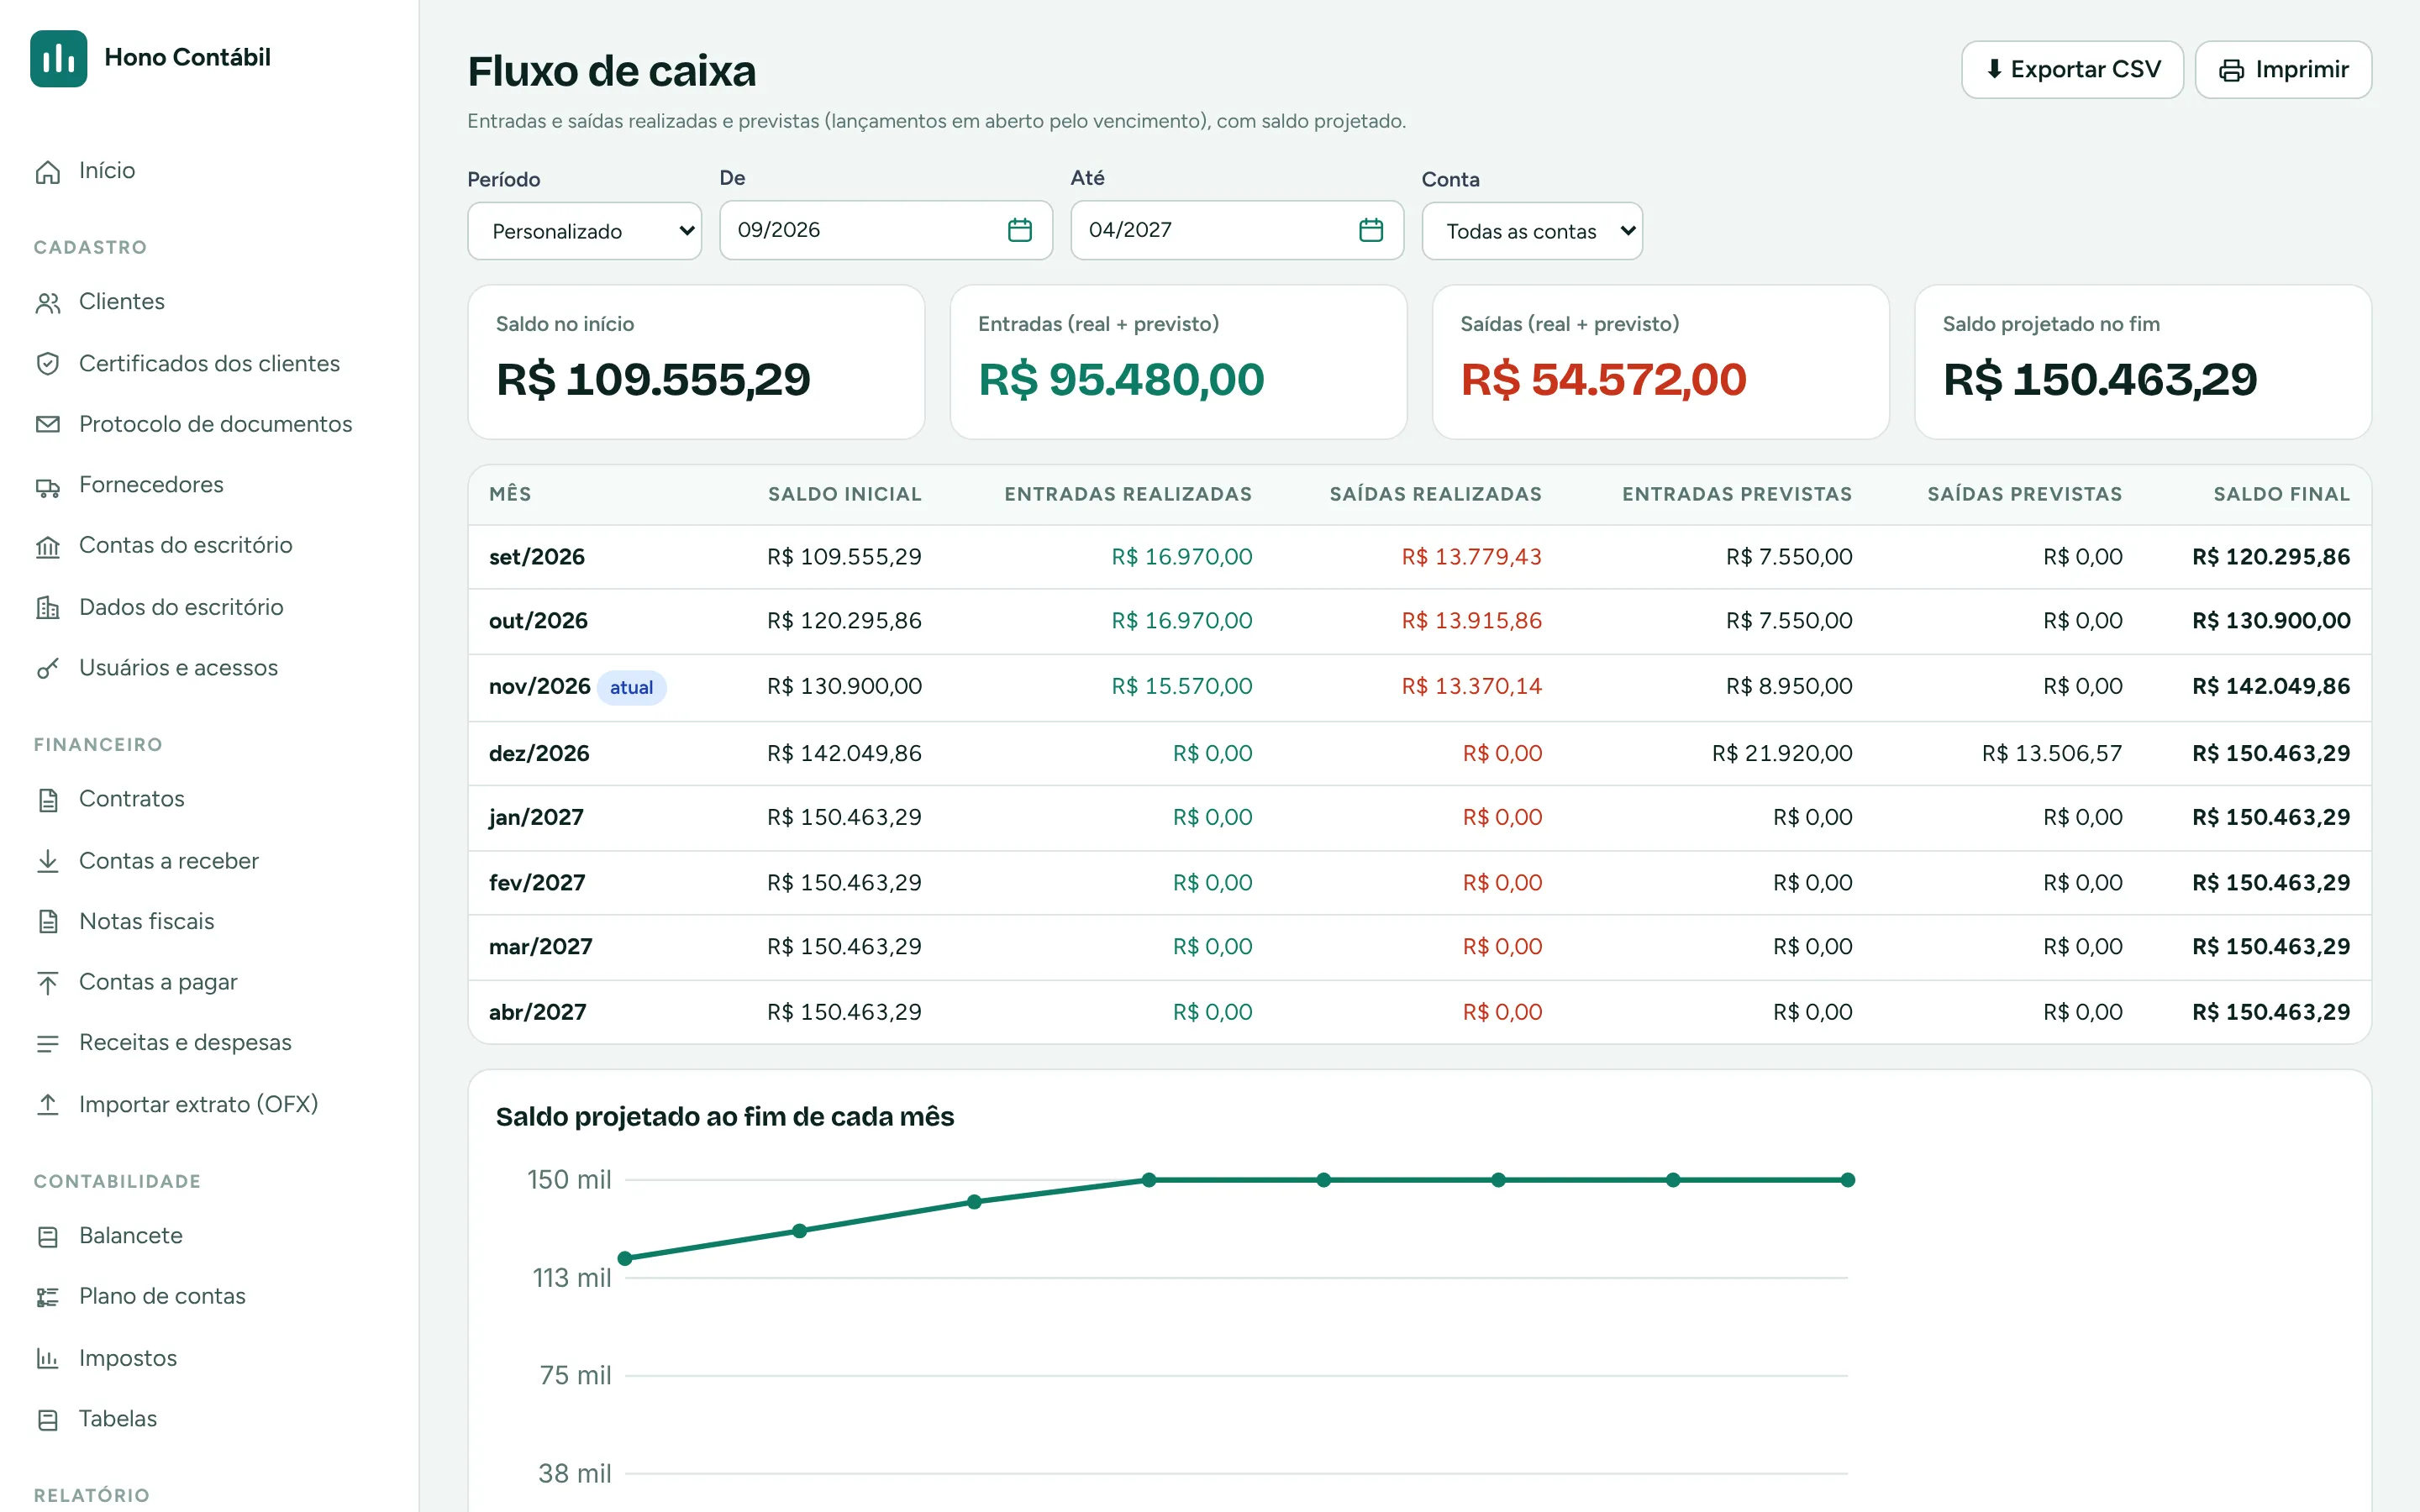 Hono Contábil
Início
CADASTRO
Clientes
Certificados dos clientes
Protocolo de documentos
Fornecedores
Contas do escritório
Dados do escritório
Usuários e acessos
FINANCEIRO
Contratos
Contas a receber
Notas fiscais
Contas a pagar
Receitas e despesas
Importar extrato (OFX)
CONTABILIDADE
Balancete
Plano de contas
Impostos
Tabelas
RELATÓRIO
Fluxo de caixa
Exportar CSV
Imprimir
Entradas e saídas realizadas e previstas (lançamentos em aberto pelo vencimento), com saldo projetado.
Período De Até Conta
Personalizado 09/2026 04/2027 Todas as contas
Saldo no início
R$ 109.555,29
Entradas (real + previsto)
R$ 95.480,00
Saídas (real + previsto)
R$ 54.572,00
Saldo projetado no fim
R$ 150.463,29
MÊS SALDO INICIAL ENTRADAS REALIZADAS SAÍDAS REALIZADAS ENTRADAS PREVISTAS SAÍDAS PREVISTAS SALDO FINAL
set/2026 R$ 109.555,29 R$ 16.970,00 R$ 13.779,43 R$ 7.550,00 R$ 0,00 R$ 120.295,86
out/2026 R$ 120.295,86 R$ 16.970,00 R$ 13.915,86 R$ 7.550,00 R$ 0,00 R$ 130.900,00
nov/2026 atual R$ 130.900,00 R$ 15.570,00 R$ 13.370,14 R$ 8.950,00 R$ 0,00 R$ 142.049,86
dez/2026 R$ 142.049,86 R$ 0,00 R$ 0,00 R$ 21.920,00 R$ 13.506,57 R$ 150.463,29
jan/2027 R$ 150.463,29 R$ 0,00 R$ 0,00 R$ 0,00 R$ 0,00 R$ 150.463,29
fev/2027 R$ 150.463,29 R$ 0,00 R$ 0,00 R$ 0,00 R$ 0,00 R$ 150.463,29
mar/2027 R$ 150.463,29 R$ 0,00 R$ 0,00 R$ 0,00 R$ 0,00 R$ 150.463,29
abr/2027 R$ 150.463,29 R$ 0,00 R$ 0,00 R$ 0,00 R$ 0,00 R$ 150.463,29
Saldo projetado ao fim de cada mês
150 mil
113 mil
75 mil
38 mil